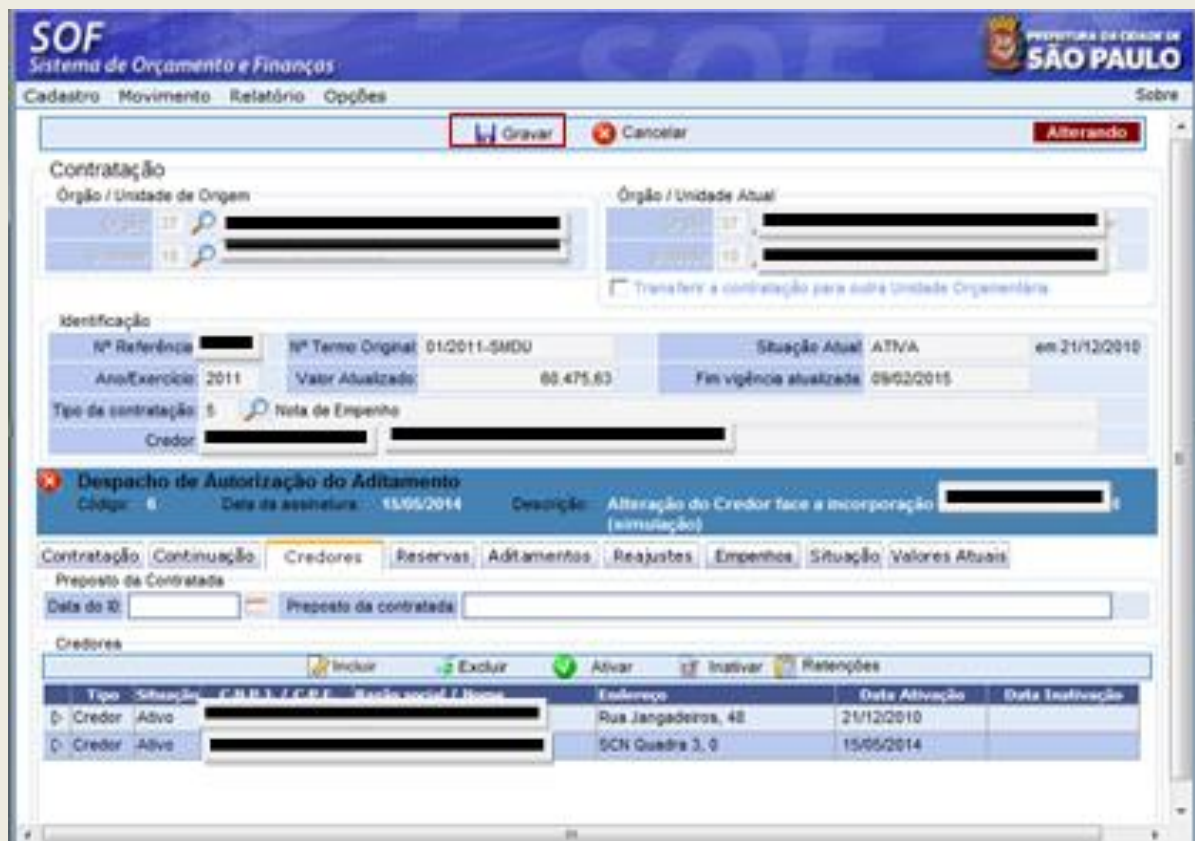 SOF
Sistema de Orçamento e Finanças
PREFEITURA DA CIDADE DE
SÃO PAULO
Cadastro Movimento Relatório Opções Sobre
Gravar Cancelar Alterando
Contratação
Órgão / Unidade de Origem Órgão / Unidade Atual
Transferir a contratação para outra Unidade Orçamentária
Identificação
Nº Referência Nº Termo Original: 01/2011-SMDU Situação Atual: ATIVA em 21/12/2010
Ano/Exercício: 2011 Valor Atualizado: 60.475,63 Fim vigência atualizada: 09/02/2015
Tipo da contratação: 5 Nota de Empenho
Credor
Despacho de Autorização do Aditamento
Código: 6 Data da assinatura: 15/05/2014 Descrição: Alteração do Credor face a incorporação
(simulação)
Contratação Continuação Credores Reservas Aditamentos Reajustes Empenhos Situação Valores Atuais
Preposto da Contratada
Data do ID: Preposto da contratada:
Credores
Incluir Excluir Ativar Inativar Retenções
Tipo Situação C.N.P.J. / C.P.F. Razão social / Nome Endereço Data Ativação Data Inativação
Credor Ativo Rua Jangadeiros, 48 21/12/2010
Credor Ativo SCN Quadra 3, 0 15/05/2014